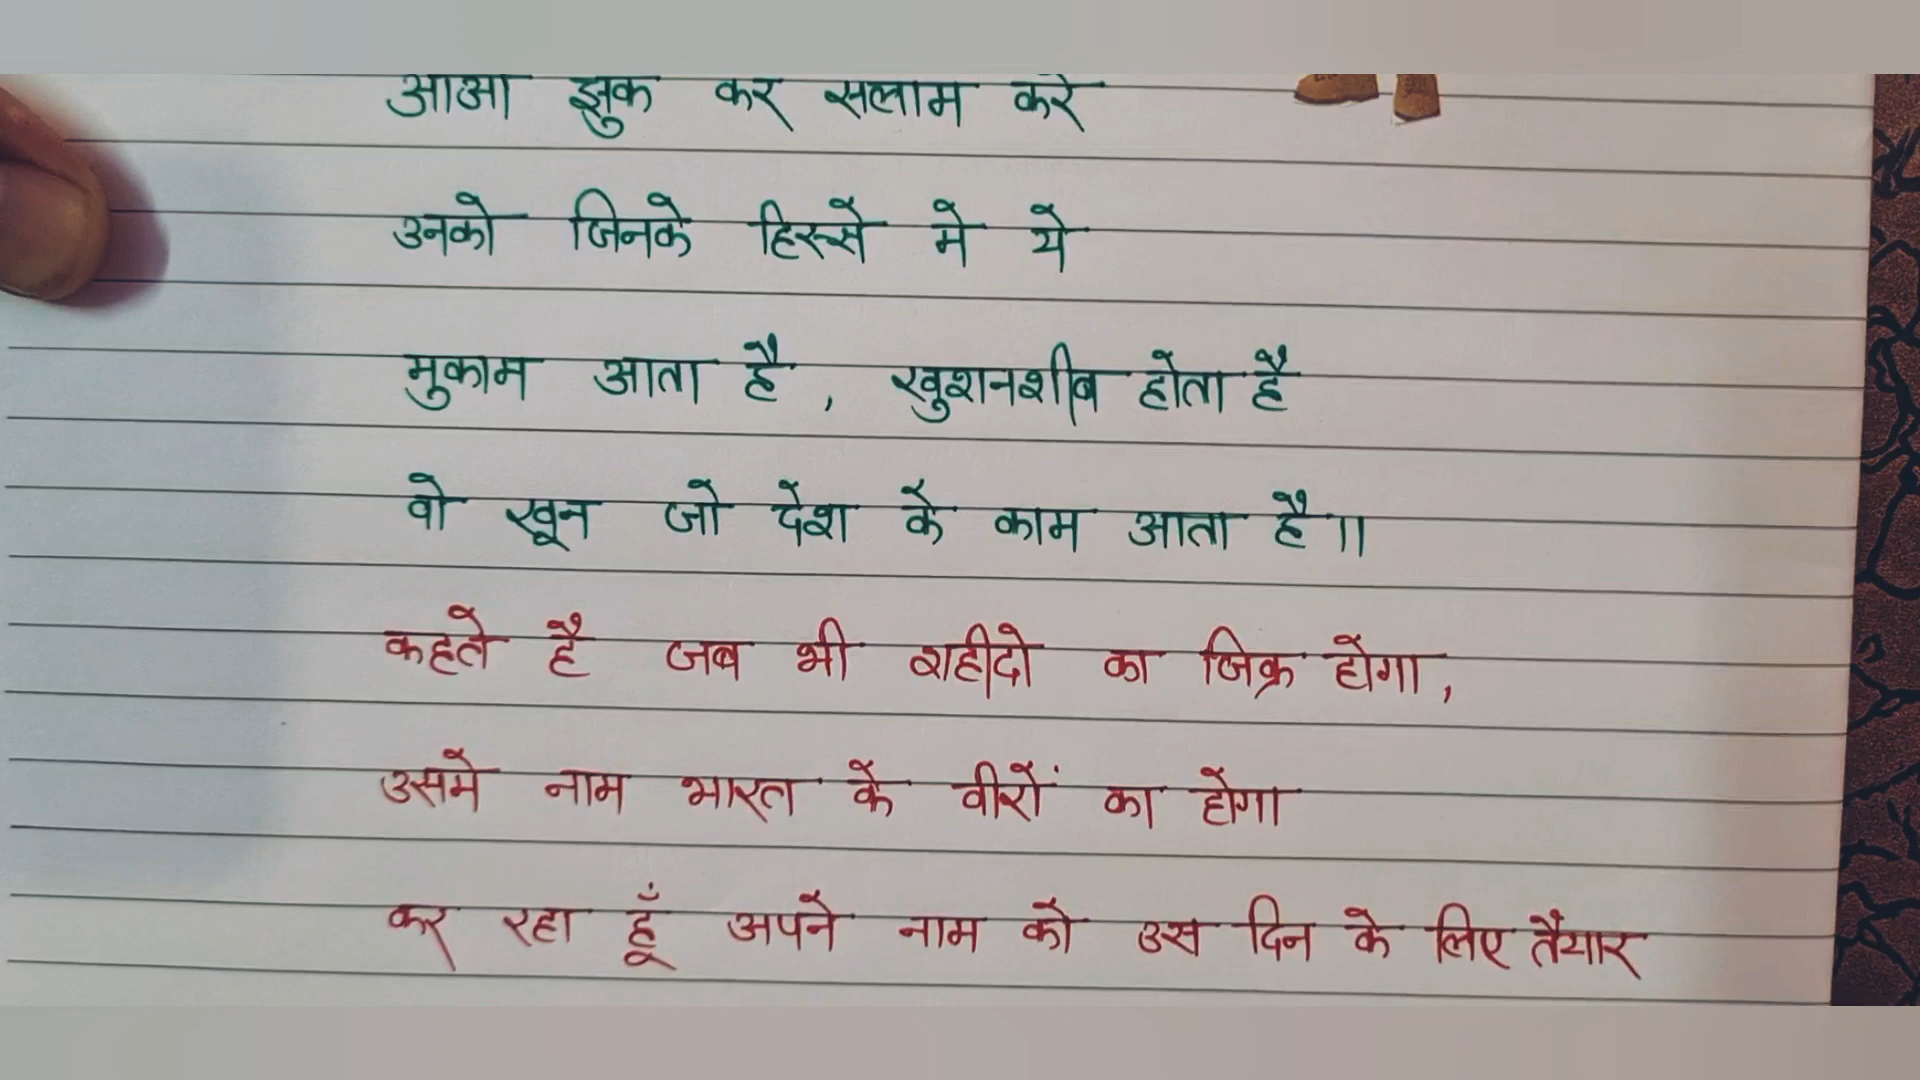 आओ झुक कर सलाम करे
उनको जिनके हिस्से मे ये
मुकाम आता है, खुशनशीब होता है
वो खून जो देश के काम आता है॥
कहते है जब भी शहीदो का जिक्र होगा,
उसमे नाम भारत के वीरों का होगा
कर रहा हूँ अपने नाम को उस दिन के लिए तैयार